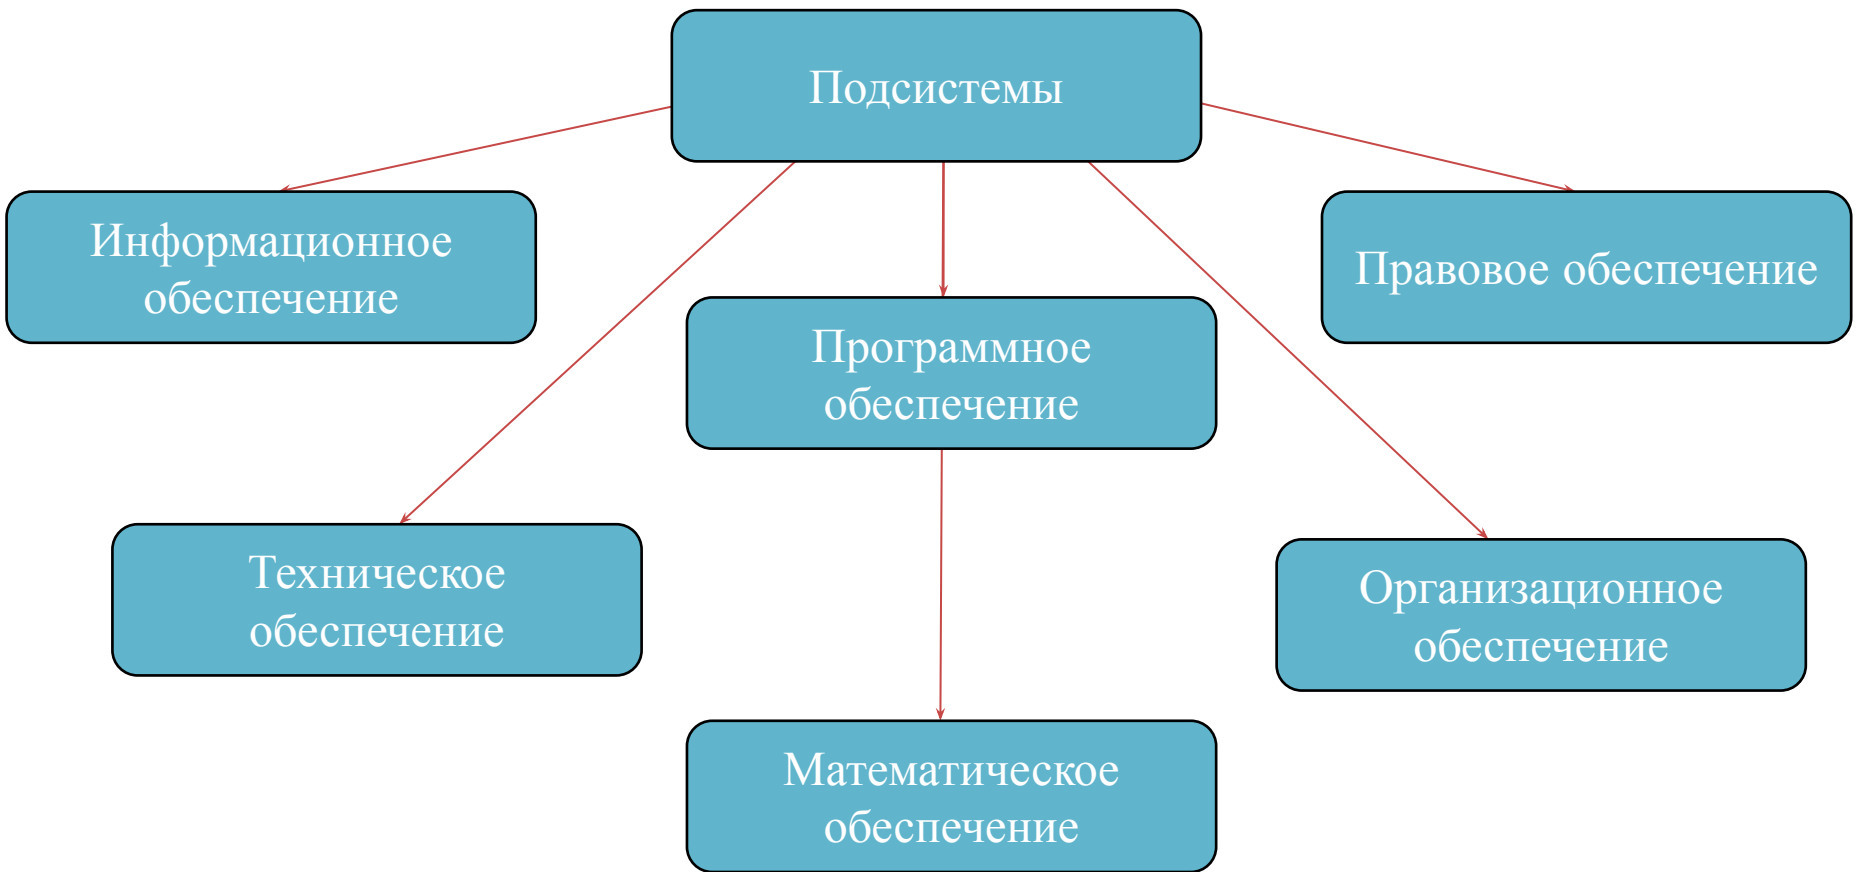 Подсистемы
Информационное
обеспечение
Правовое обеспечение
Программное
обеспечение
Техническое
обеспечение
Организационное
обеспечение
Математическое
обеспечение